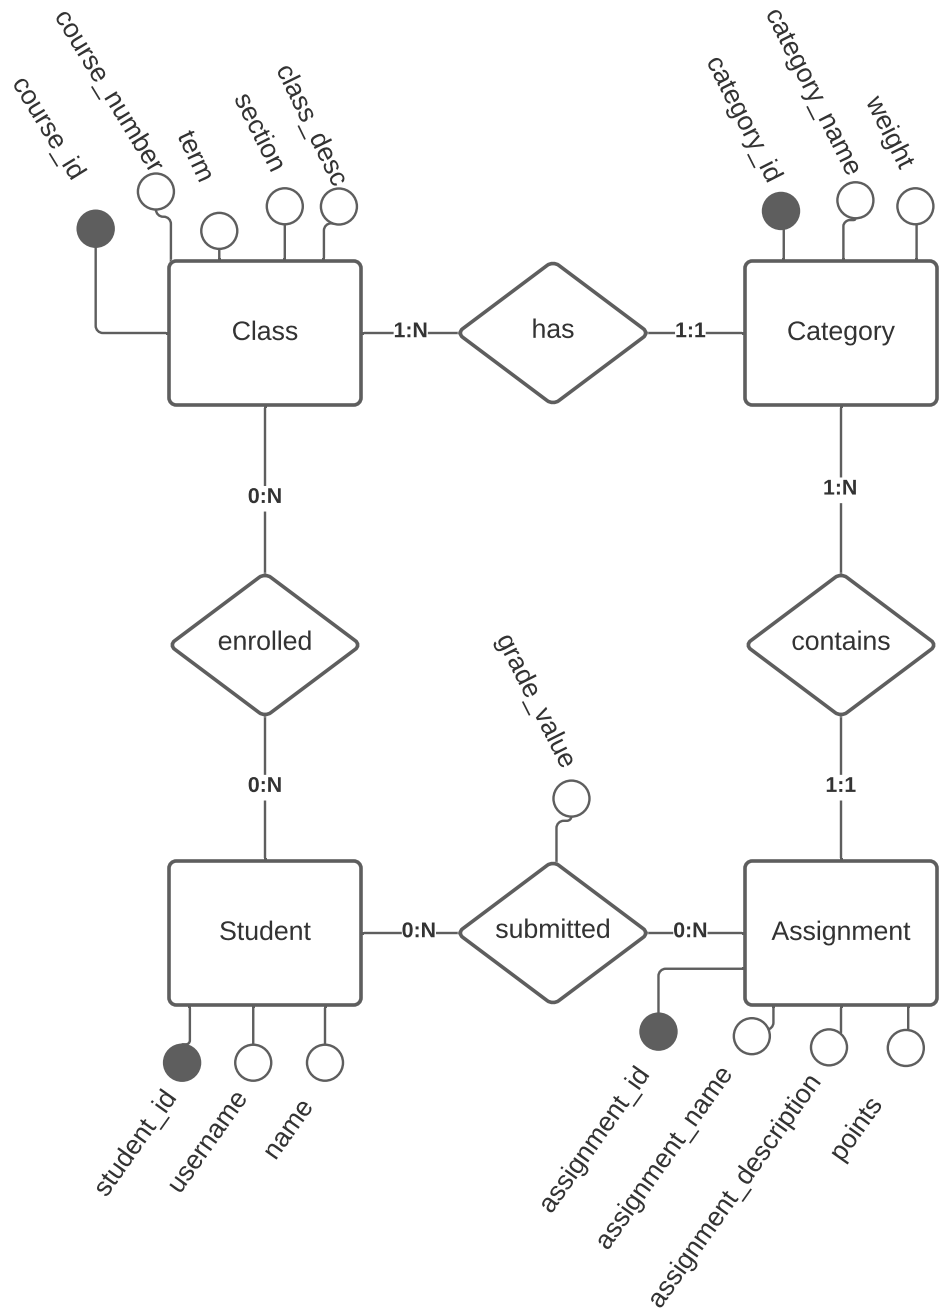 course_id
course_number
term
section
class_desc
category_id
category_name
weight
Class
1:N
has
1:1
Category
0:N
1:N
enrolled
contains
grade_value
0:N
1:1
Student
0:N
submitted
0:N
Assignment
student_id
username
name
assignment_id
assignment_name
assignment_description
points